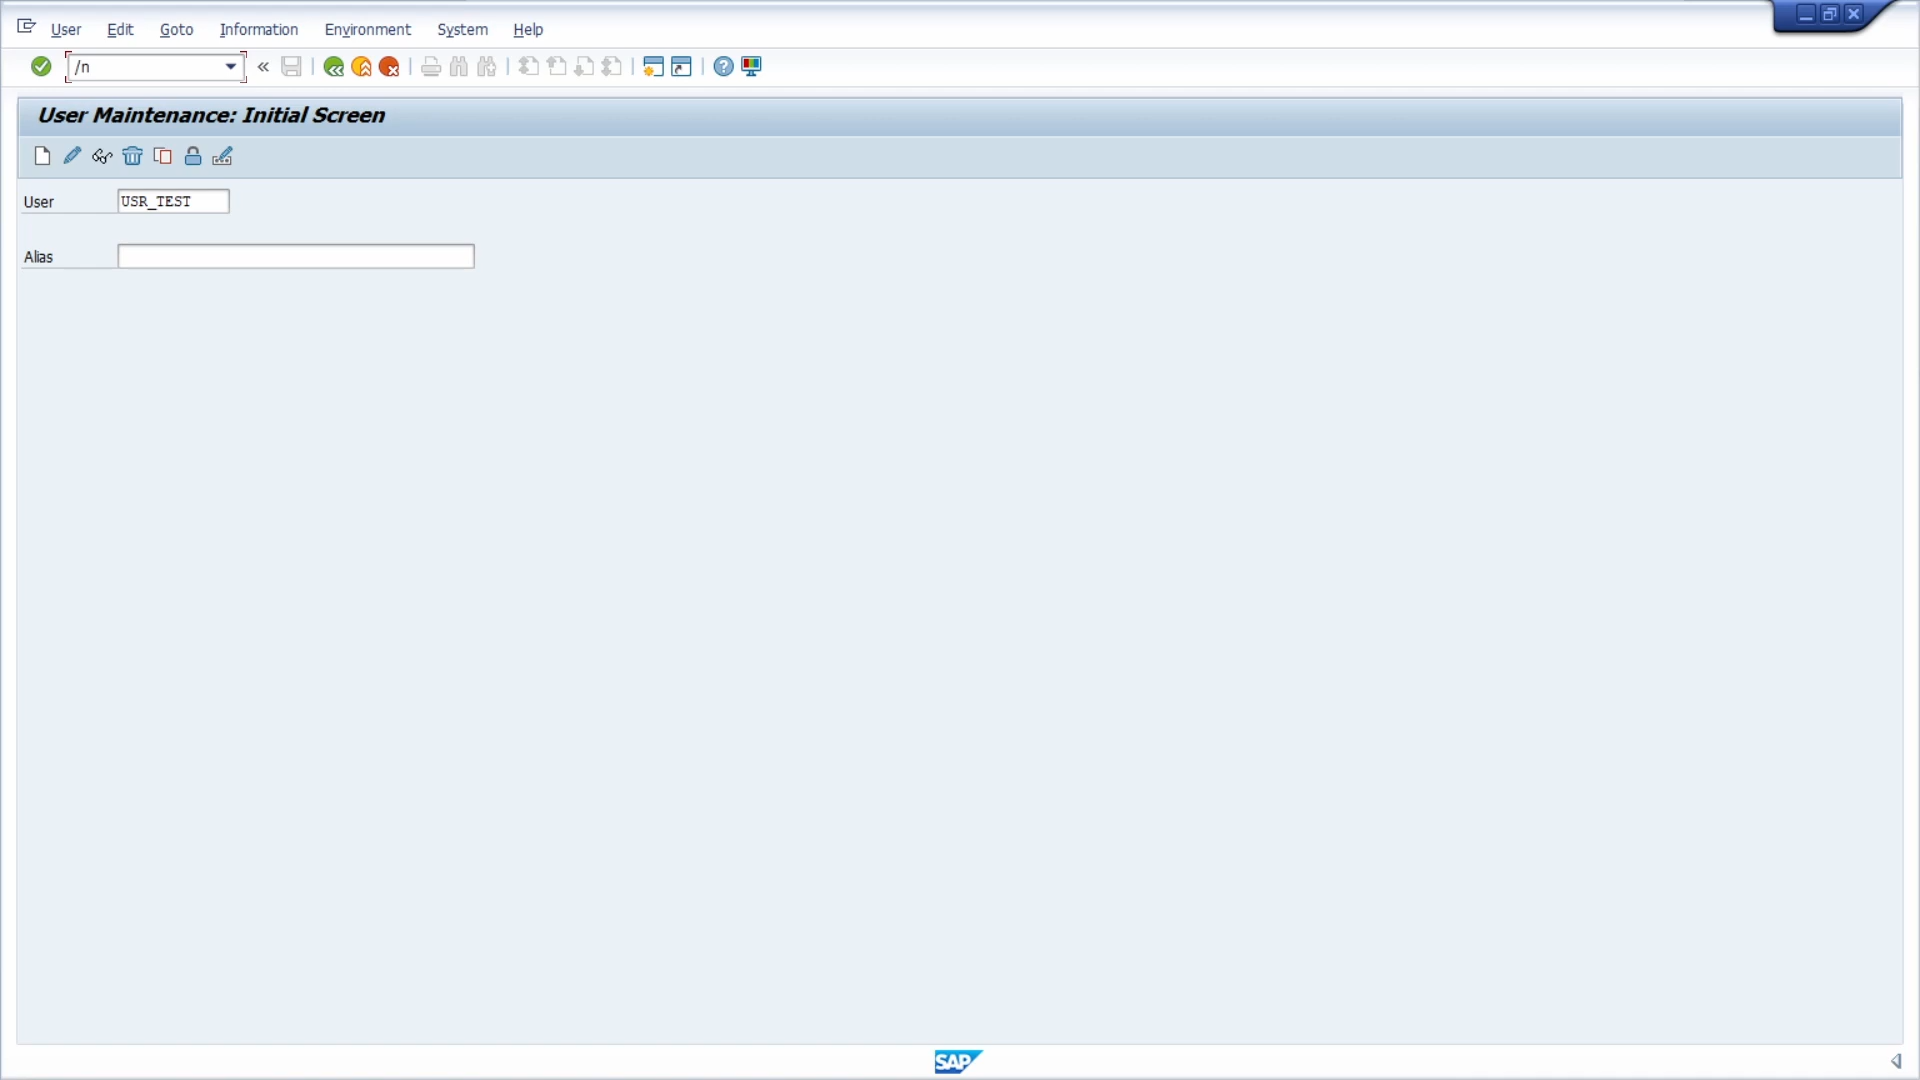 User Edit Goto Information Environment System Help
/n
User Maintenance: Initial Screen
User USR_TEST
Alias
SAP